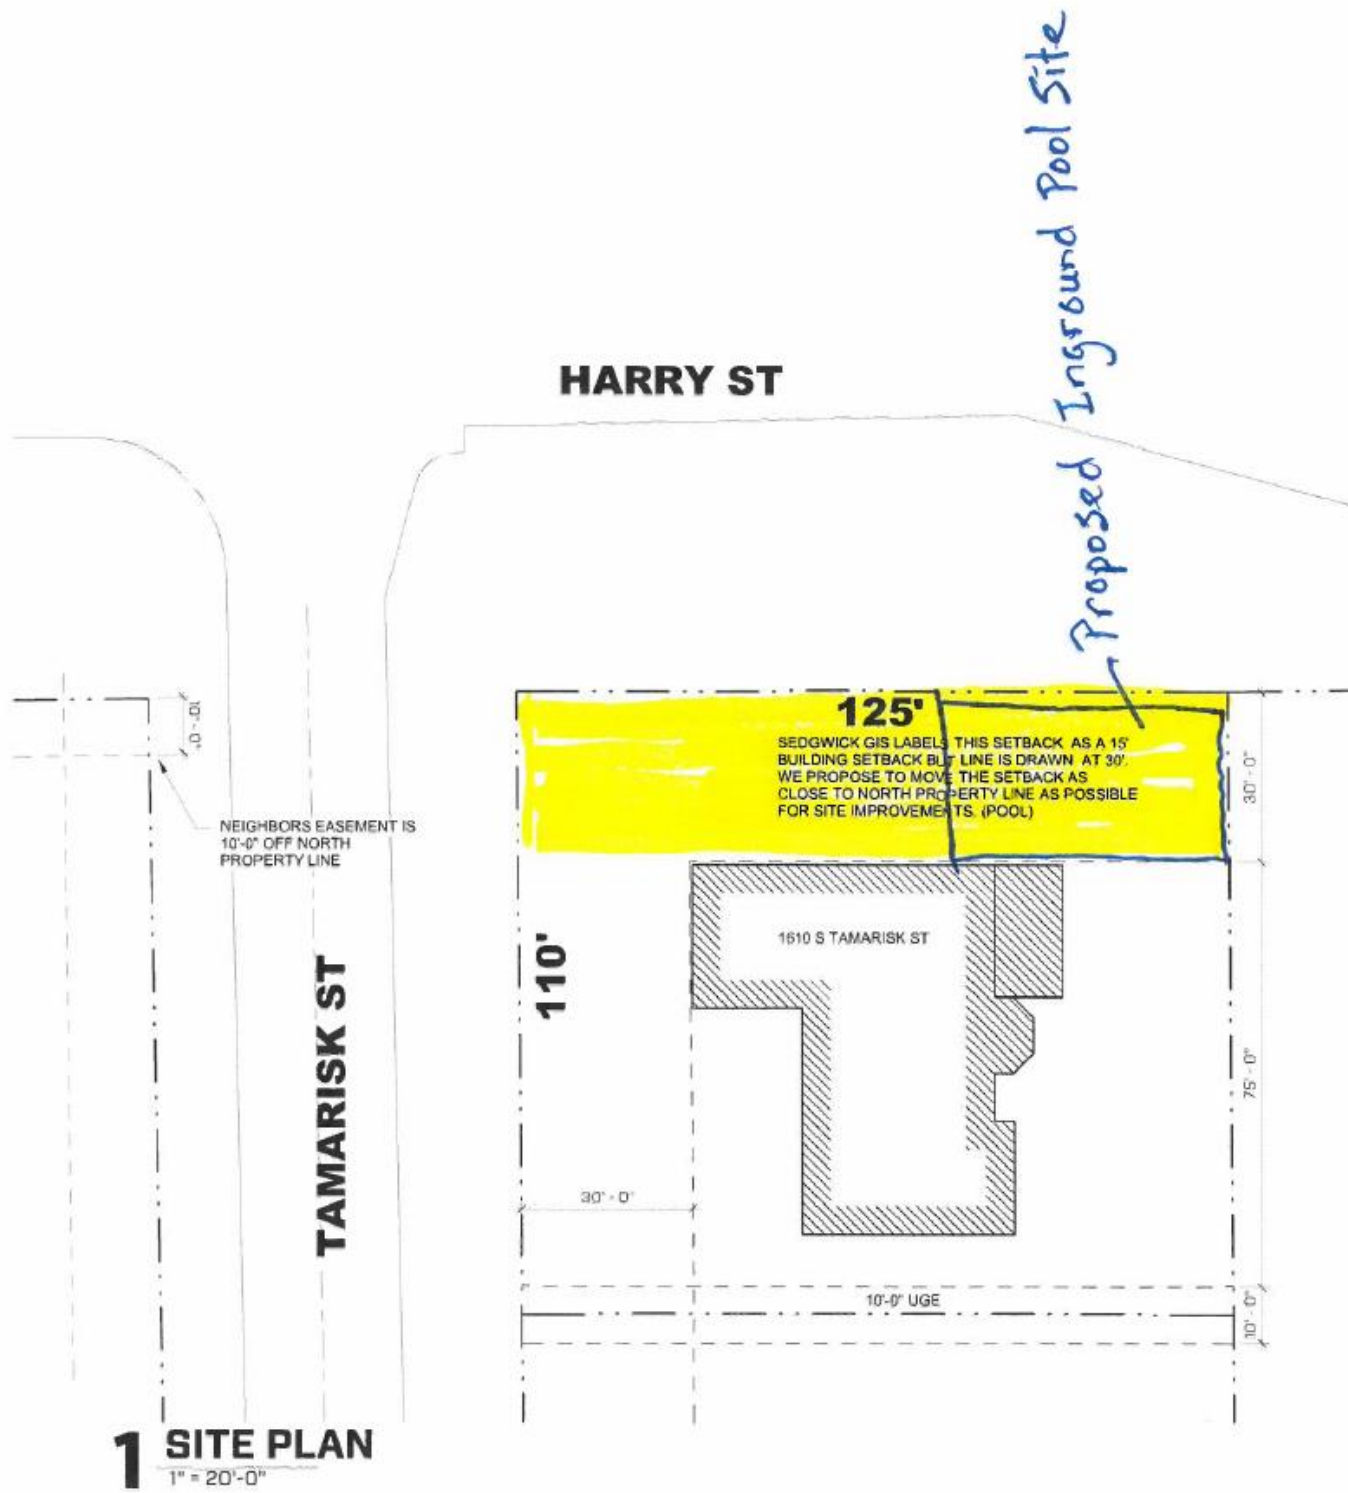 Proposed Inground Pool Site
HARRY ST
125'
SEDGWICK GIS LABELS THIS SETBACK AS A 15'
BUILDING SETBACK BUT LINE IS DRAWN AT 30'.
WE PROPOSE TO MOVE THE SETBACK AS
CLOSE TO NORTH PROPERTY LINE AS POSSIBLE
FOR SITE IMPROVEMENTS. (POOL)
10' - 0"
30' - 0"
NEIGHBORS EASEMENT IS
10'-0" OFF NORTH
PROPERTY LINE
1610 S TAMARISK ST
110'
TAMARISK ST
75' - 0"
30' - 0"
10'-0" UGE
10' - 0"
1 SITE PLAN
1" = 20'-0"